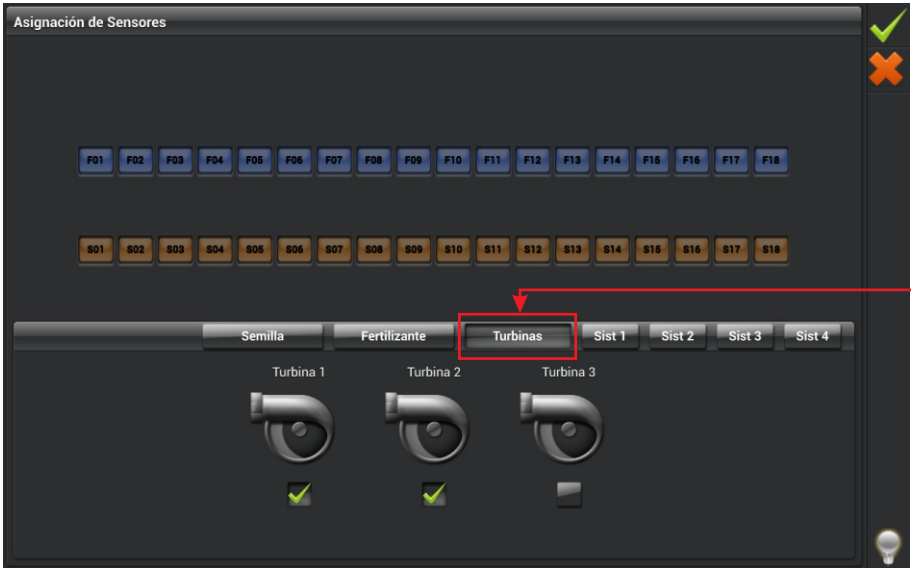 Asignación de Sensores
F01 F02 F03 F04 F05 F06 F07 F08 F09 F10 F11 F12 F13 F14 F15 F16 F17 F18
S01 S02 S03 S04 S05 S06 S07 S08 S09 S10 S11 S12 S13 S14 S15 S16 S17 S18
Semilla Fertilizante Turbinas Sist 1 Sist 2 Sist 3 Sist 4
Turbina 1 Turbina 2 Turbina 3